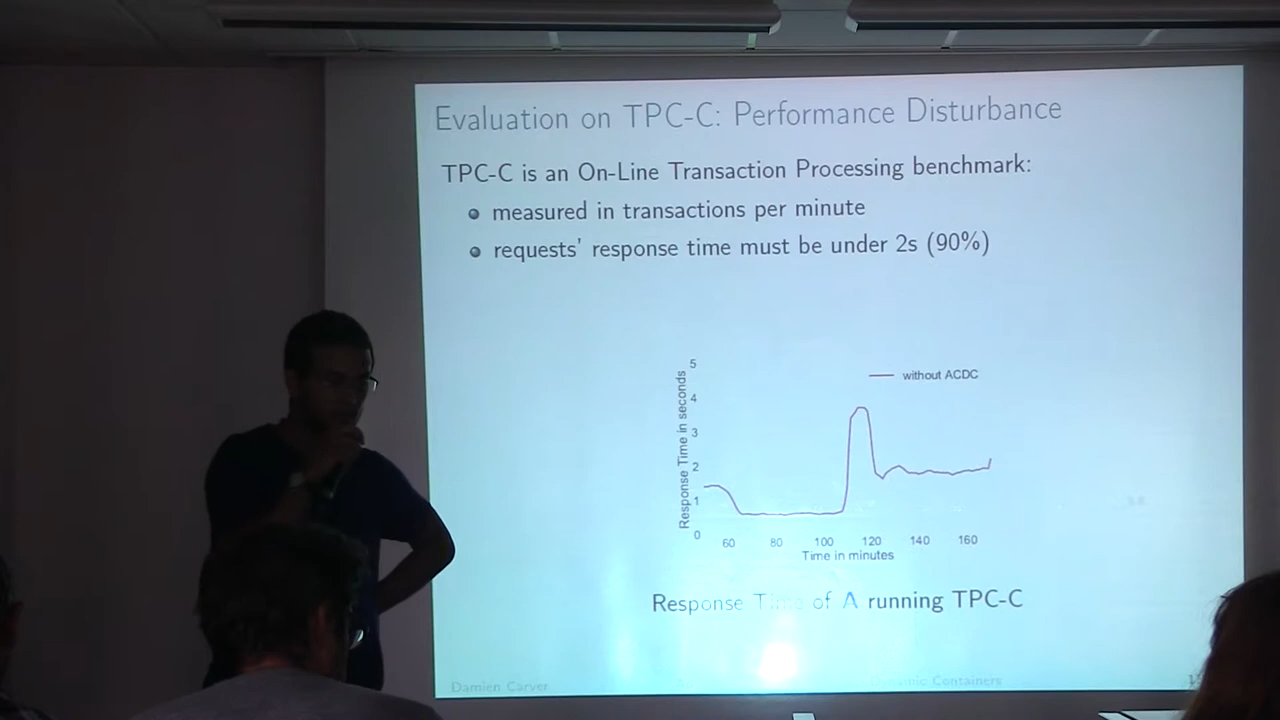 Evaluation on TPC-C: Performance Disturbance
TPC-C is an On-Line Transaction Processing benchmark:
measured in transactions per minute
requests' response time must be under 2s (90%)
5
4
3
2
1
0
Response Time in seconds
without ACDC
60 80 100 120 140 160
Time in minutes
Response Time of A running TPC-C
Damien Carver
Containers